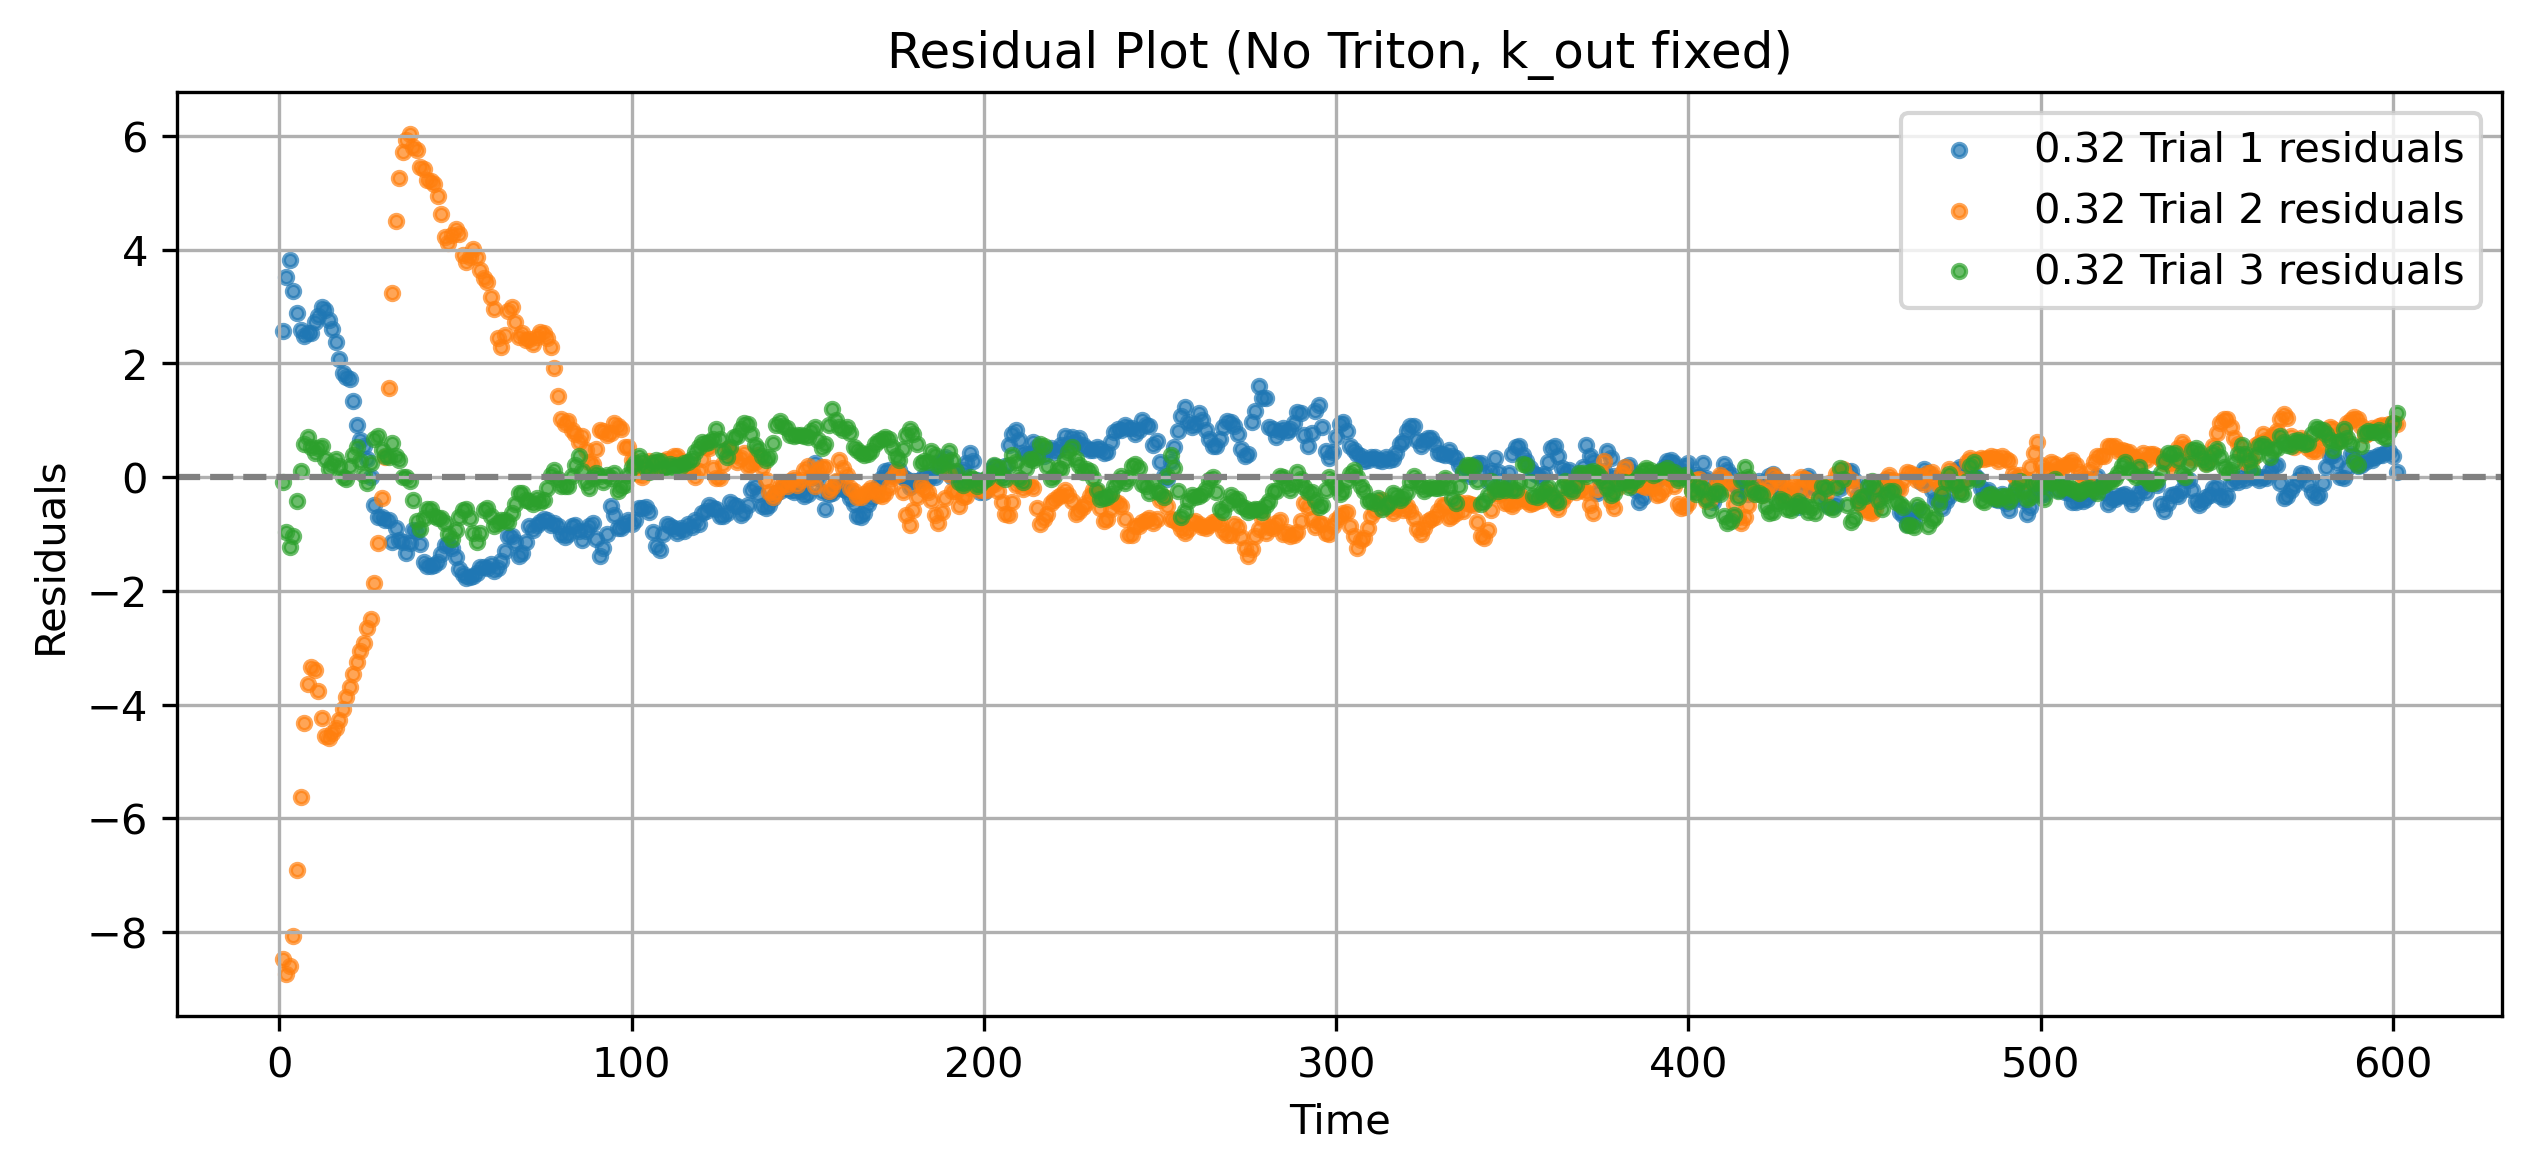 Residual Plot (No Triton, k_out fixed)
0.32 Trial 1 residuals
0.32 Trial 2 residuals
0.32 Trial 3 residuals
Residuals
6
4
2
0
−2
−4
−6
−8
0 100 200 300 400 500 600
Time